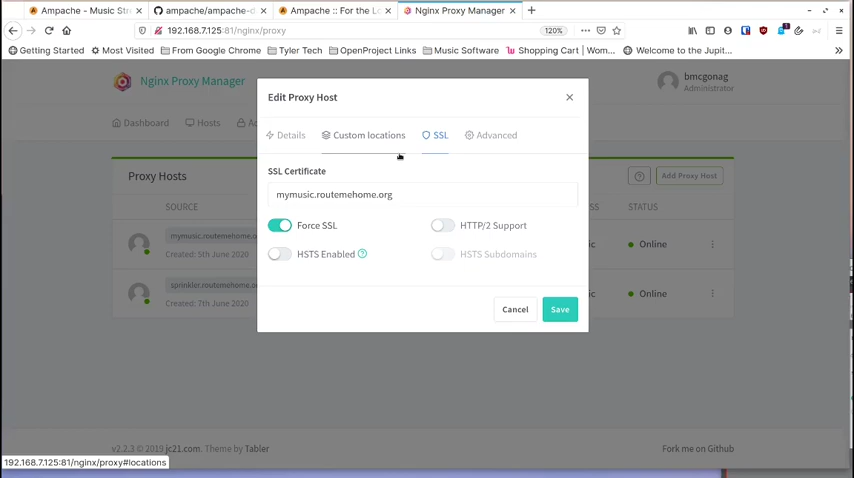 Ampache - Music Str
ampache/ampache-d
Ampache :: For the Lo
Nginx Proxy Manager
192.168.7.125:81/nginx/proxy
120%
Getting Started
Most Visited
From Google Chrome
Tyler Tech
OpenProject Links
Music Software
Shopping Cart | Wom...
Welcome to the Jupit...
Nginx Proxy Manager
bmcgonag
Administrator
Dashboard
Hosts
Edit Proxy Host
Details
Custom locations
SSL
Advanced
SSL Certificate
mymusic.routemehome.org
Force SSL
HTTP/2 Support
HSTS Enabled
HSTS Subdomains
Cancel
Save
Proxy Hosts
Add Proxy Host
SOURCE
SS
STATUS
mymusic.routemehome.o
Created: 5th June 2020
ic
Online
sprinkler.routemehome.o
Created: 7th June 2020
ic
Online
v2.2.3 © 2019 jc21.com. Theme by Tabler
Fork me on Github
192.168.7.125:81/nginx/proxy#locations